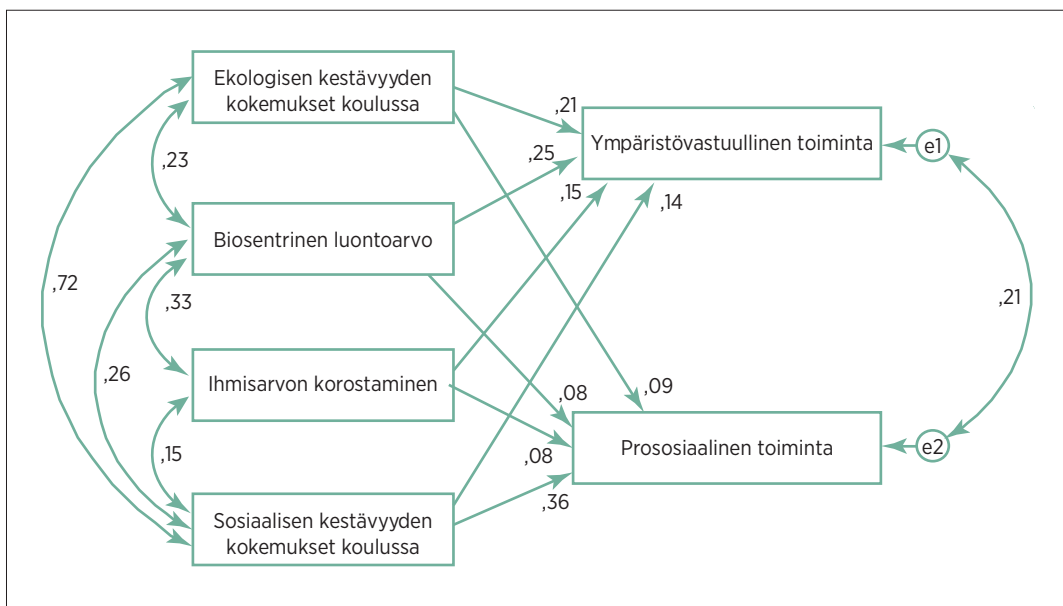 Ekologisen kestävyyden
kokemukset koulussa
,21
Ympäristövastuullinen toiminta
e1
,23
,25
,15
,14
Biosentrinen luontoarvo
,72
,33
,21
,26
Ihmisarvon korostaminen
,08
,09
,15
,08
Prososiaalinen toiminta
e2
,36
Sosiaalisen kestävyyden
kokemukset koulussa